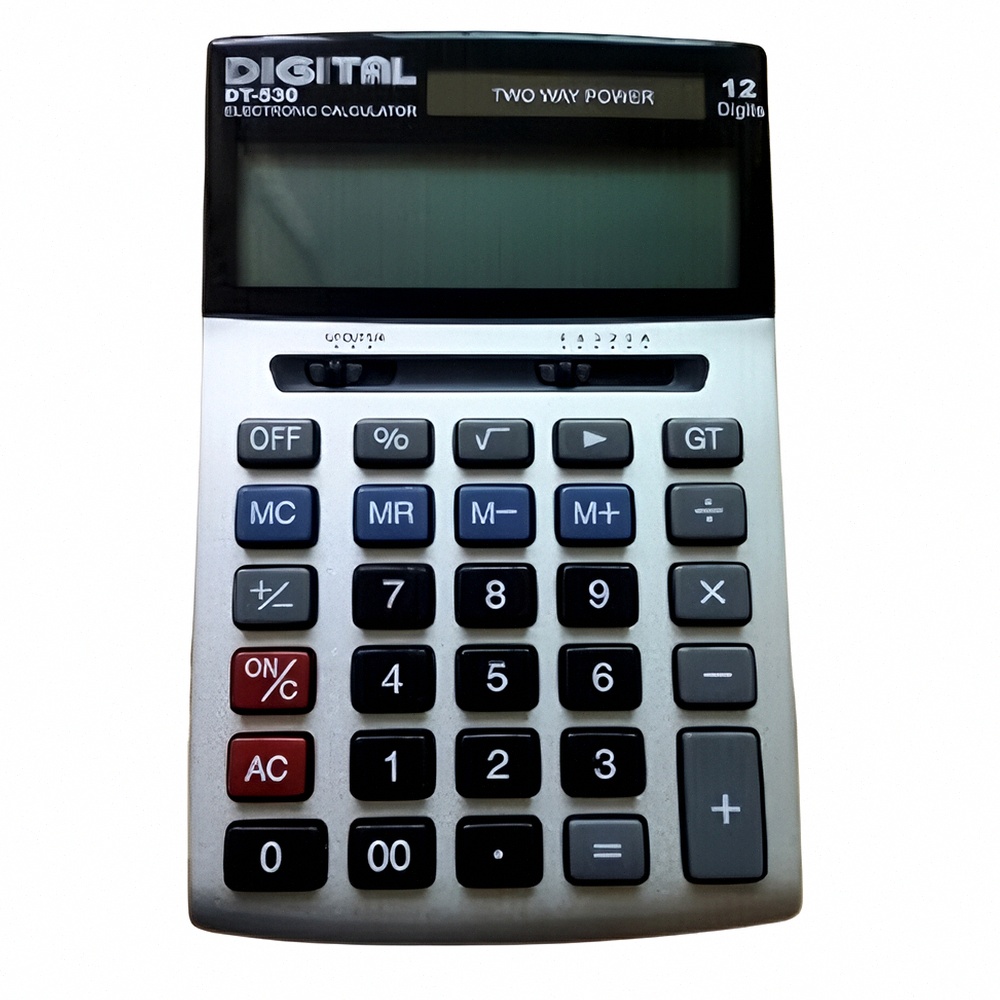 DIGITAL
DT-530
ELECTRONIC CALCULATOR
TWO WAY POWER
12
Digits
OFF % √ ▶ GT
MC MR M− M+ ÷
+/− 7 8 9 ×
ON/C 4 5 6 −
AC 1 2 3
0 00 . = +